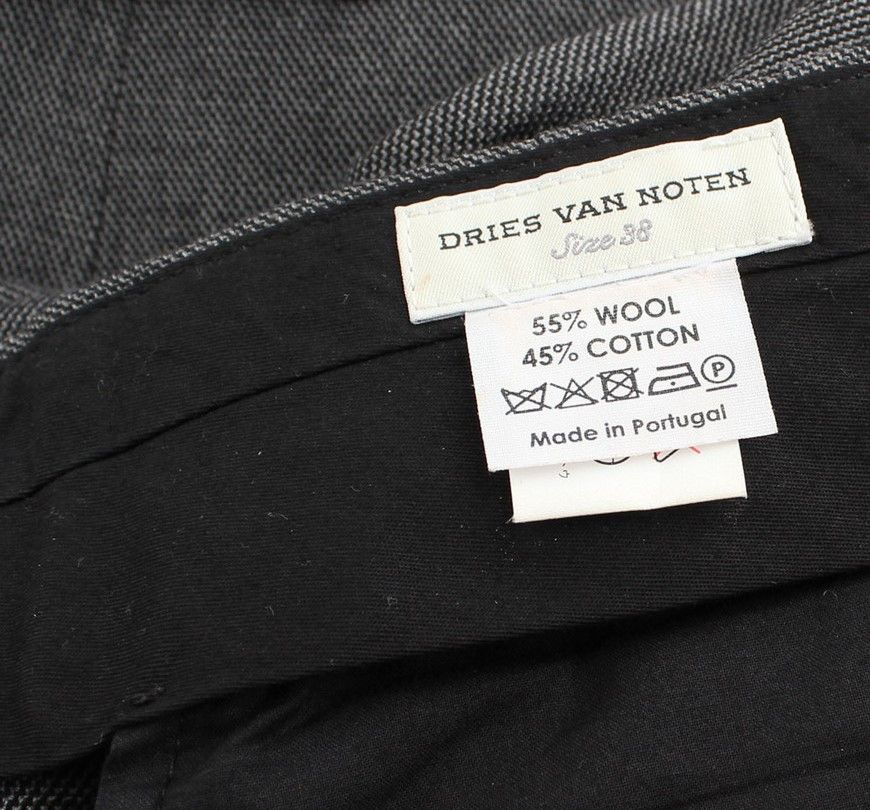 DRIES VAN NOTEN
Size 38
55% WOOL
45% COTTON
P
Made in Portugal